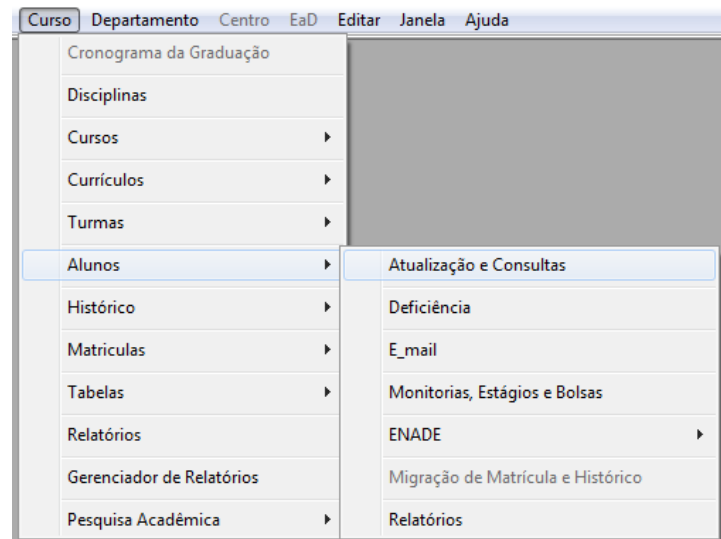 Curso Departamento Centro EaD Editar Janela Ajuda
Cronograma da Graduação
Disciplinas
Cursos
Currículos
Turmas
Alunos
Histórico
Matriculas
Tabelas
Relatórios
Gerenciador de Relatórios
Pesquisa Acadêmica
Atualização e Consultas
Deficiência
E_mail
Monitorias, Estágios e Bolsas
ENADE
Migração de Matrícula e Histórico
Relatórios